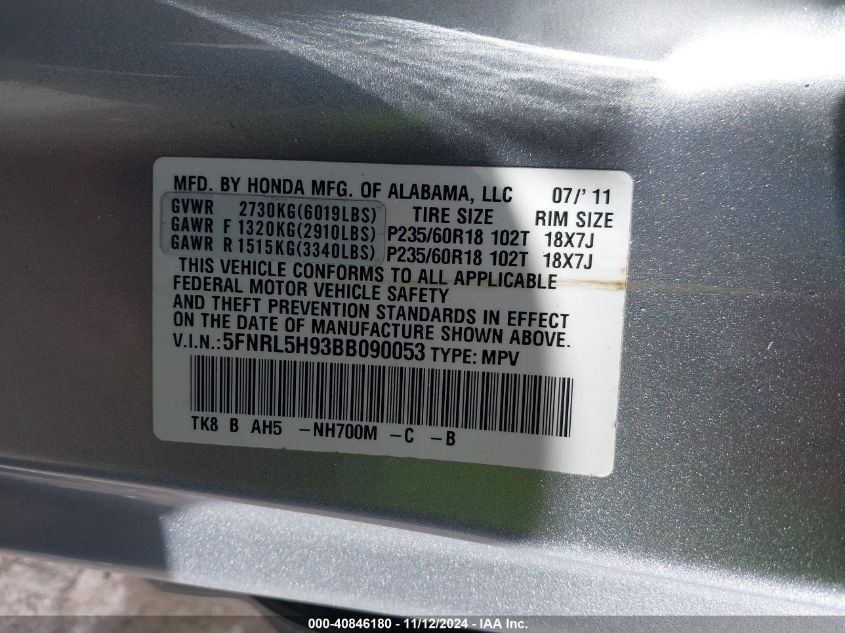 MFD. BY HONDA MFG. OF ALABAMA, LLC 07/' 11
GVWR 2730KG(6019LBS) TIRE SIZE RIM SIZE
GAWR F 1320KG(2910LBS) P235/60R18 102T 18X7J
GAWR R 1515KG(3340LBS) P235/60R18 102T 18X7J
THIS VEHICLE CONFORMS TO ALL APPLICABLE
FEDERAL MOTOR VEHICLE SAFETY
AND THEFT PREVENTION STANDARDS IN EFFECT
ON THE DATE OF MANUFACTURE SHOWN ABOVE.
V.I.N.:5FNRL5H93BB090053 TYPE: MPV
TK8 B AH5 -NH700M -C -B
000-40846180 - 11/12/2024 - IAA Inc.